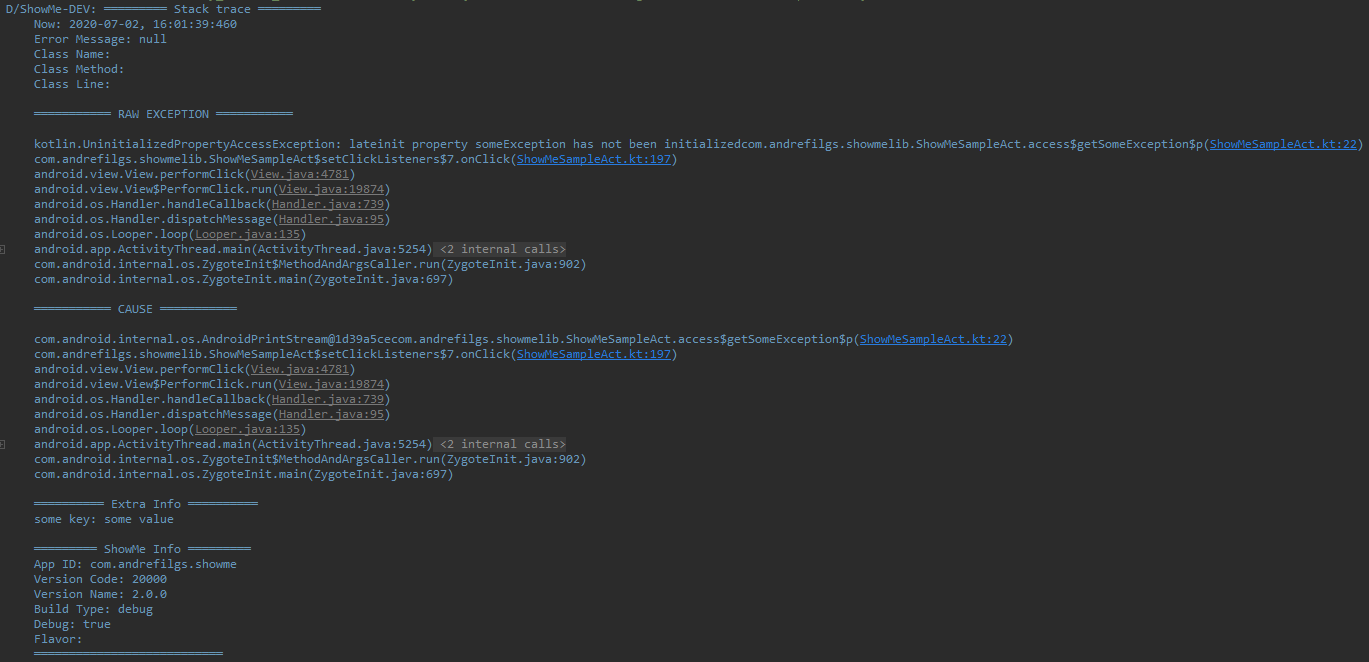 D/ShowMe-DEV: ═════════ Stack trace ═════════
Now: 2020-07-02, 16:01:39:460
Error Message: null
Class Name:
Class Method:
Class Line:
═══════════ RAW EXCEPTION ═══════════
kotlin.UninitializedPropertyAccessException: lateinit property someException has not been initializedcom.andrefilgs.showmelib.ShowMeSampleAct.access$getSomeException$p(ShowMeSampleAct.kt:22)
com.andrefilgs.showmelib.ShowMeSampleAct$setClickListeners$7.onClick(ShowMeSampleAct.kt:197)
android.view.View.performClick(View.java:4781)
android.view.View$PerformClick.run(View.java:19874)
android.os.Handler.handleCallback(Handler.java:739)
android.os.Handler.dispatchMessage(Handler.java:95)
android.os.Looper.loop(Looper.java:135)
android.app.ActivityThread.main(ActivityThread.java:5254) <2 internal calls>
com.android.internal.os.ZygoteInit$MethodAndArgsCaller.run(ZygoteInit.java:902)
com.android.internal.os.ZygoteInit.main(ZygoteInit.java:697)
═══════════ CAUSE ═══════════
com.android.internal.os.AndroidPrintStream@1d39a5cecom.andrefilgs.showmelib.ShowMeSampleAct.access$getSomeException$p(ShowMeSampleAct.kt:22)
com.andrefilgs.showmelib.ShowMeSampleAct$setClickListeners$7.onClick(ShowMeSampleAct.kt:197)
android.view.View.performClick(View.java:4781)
android.view.View$PerformClick.run(View.java:19874)
android.os.Handler.handleCallback(Handler.java:739)
android.os.Handler.dispatchMessage(Handler.java:95)
android.os.Looper.loop(Looper.java:135)
android.app.ActivityThread.main(ActivityThread.java:5254) <2 internal calls>
com.android.internal.os.ZygoteInit$MethodAndArgsCaller.run(ZygoteInit.java:902)
com.android.internal.os.ZygoteInit.main(ZygoteInit.java:697)
══════════ Extra Info ══════════
some key: some value
═════════ ShowMe Info ═════════
App ID: com.andrefilgs.showme
Version Code: 20000
Version Name: 2.0.0
Build Type: debug
Debug: true
Flavor:
═══════════════════════════